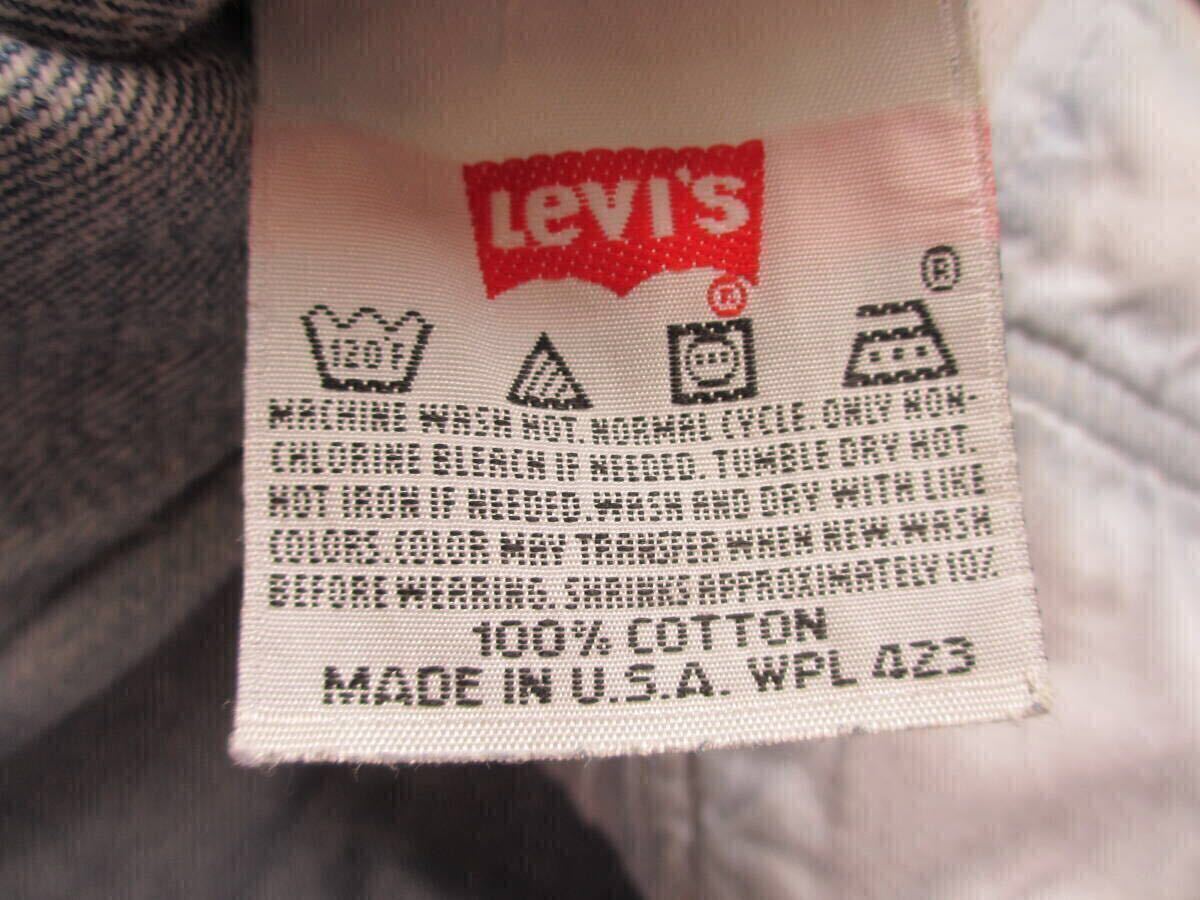 LEVI'S
®
®
120°F
MACHINE WASH HOT. NORMAL CYCLE. ONLY NON-
CHLORINE BLEACH IF NEEDED. TUMBLE DRY HOT.
HOT IRON IF NEEDED. WASH AND DRY WITH LIKE
COLORS. COLOR MAY TRANSFER WHEN NEW. WASH
BEFORE WEARING. SHRINKS APPROXIMATELY 10%
100% COTTON
MADE IN U.S.A. WPL 423